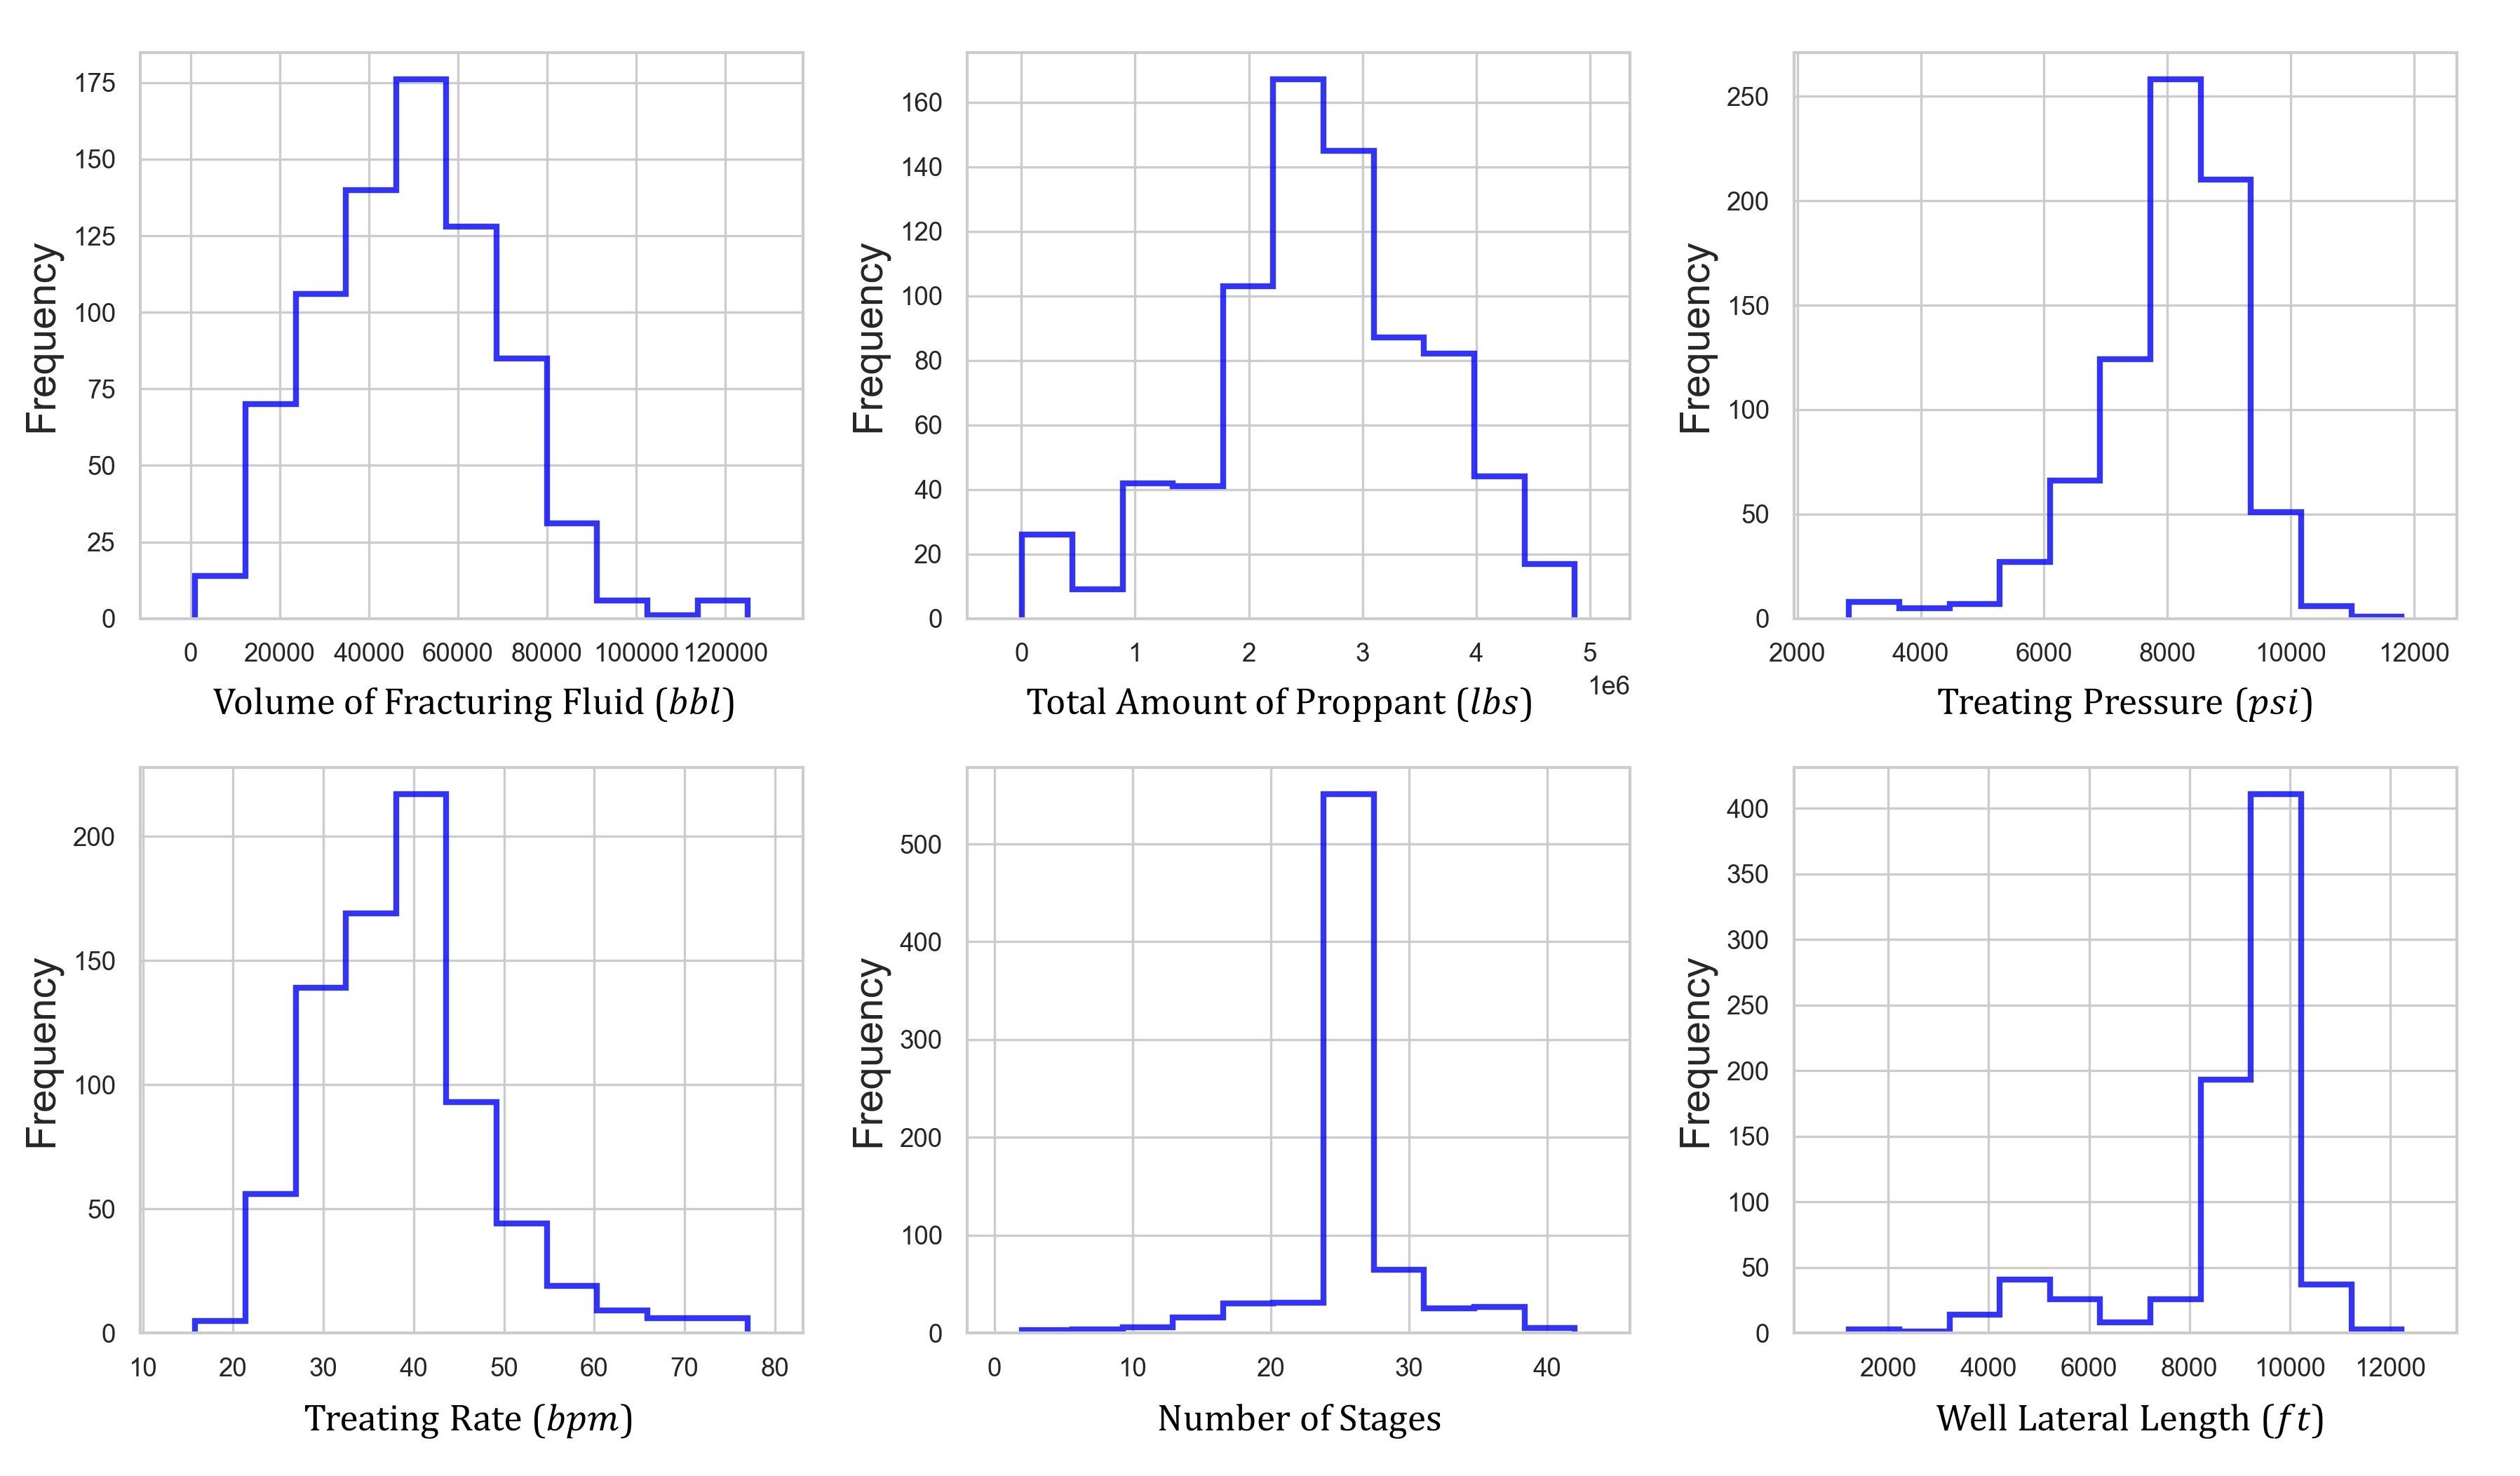 175
150
125
100
75
50
25
0
Frequency
0 20000 40000 60000 80000 100000 120000
Volume of Fracturing Fluid (bbl)
160
140
120
100
80
60
40
20
0
Frequency
0 1 2 3 4 5
1e6
Total Amount of Proppant (lbs)
250
200
150
100
50
0
Frequency
2000 4000 6000 8000 10000 12000
Treating Pressure (psi)
200
150
100
50
0
Frequency
10 20 30 40 50 60 70 80
Treating Rate (bpm)
500
400
300
200
100
0
Frequency
0 10 20 30 40
Number of Stages
400
350
300
250
200
150
100
50
0
Frequency
2000 4000 6000 8000 10000 12000
Well Lateral Length (ft)